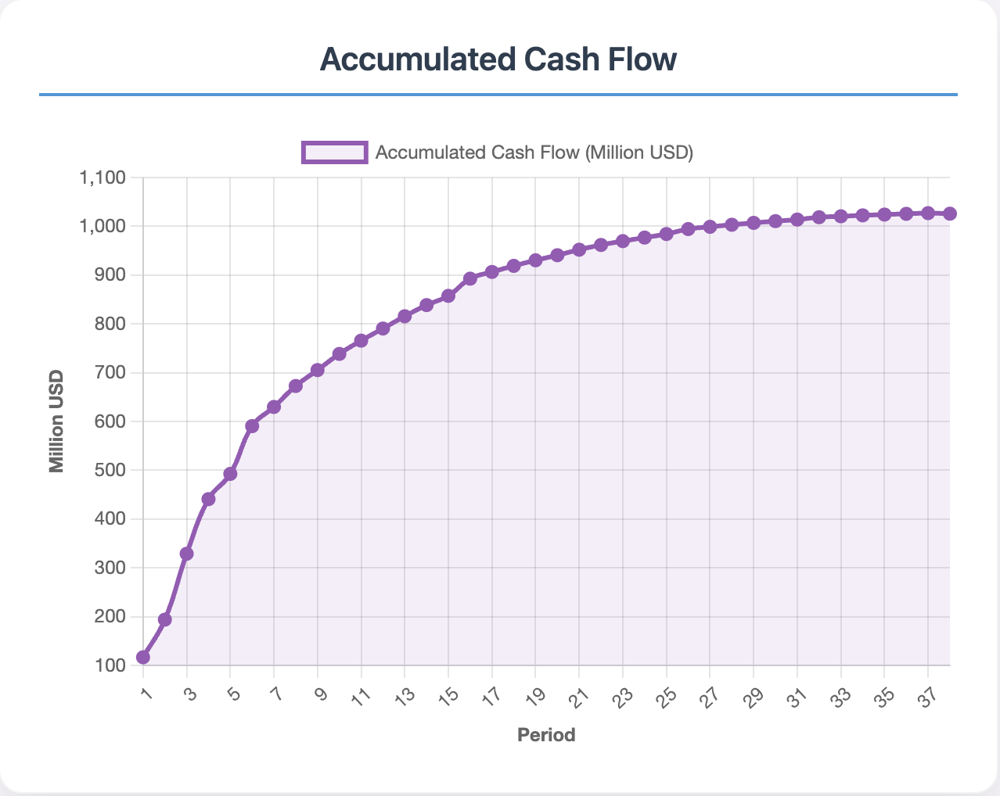 Accumulated Cash Flow
Accumulated Cash Flow (Million USD)
1,100
1,000
900
800
700
600
500
400
300
200
100
Million USD
1 3 5 7 9 11 13 15 17 19 21 23 25 27 29 31 33 35 37
Period